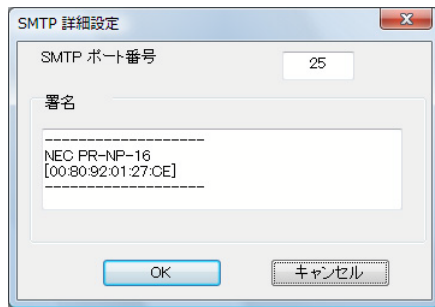 SMTP 詳細設定
SMTP ポート番号
25
署名
-------------------
NEC PR-NP-16
[00:80:92:01:27:CE]
-------------------
OK
キャンセル